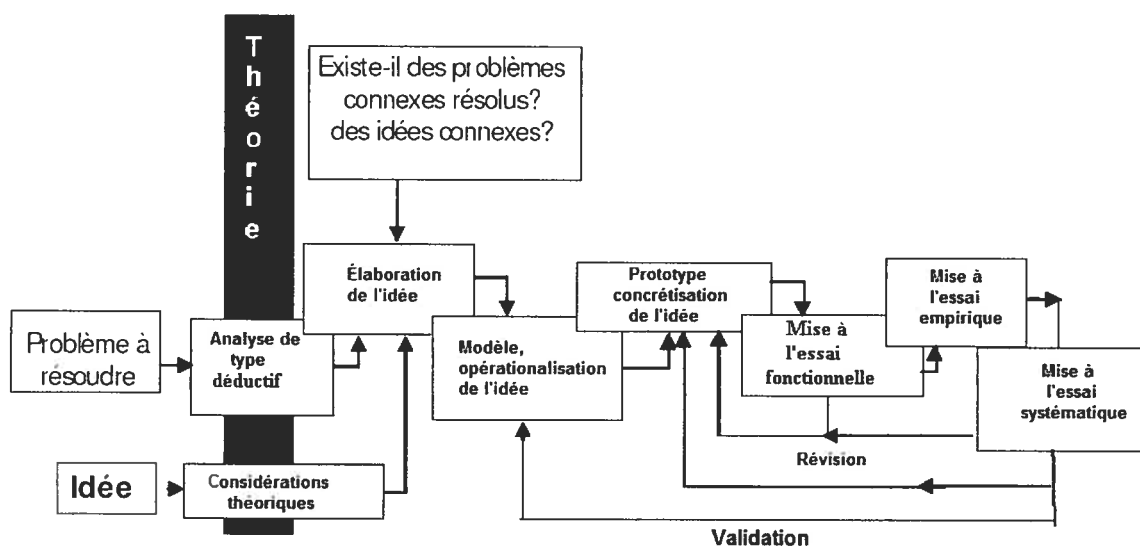 Théorie
Existe-il des problèmes
connexes résolus?
des idées connexes?
Élaboration
de l'idée
Problème à
résoudre
Analyse de
type
déductif
Modèle,
opérationalisation
de l'idée
Prototype
concrétisation
de l'idée
Mise à
l'essai
fonctionnelle
Mise à
l'essai
empirique
Mise à
l'essai
systématique
Révision
Idée
Considérations
théoriques
Validation